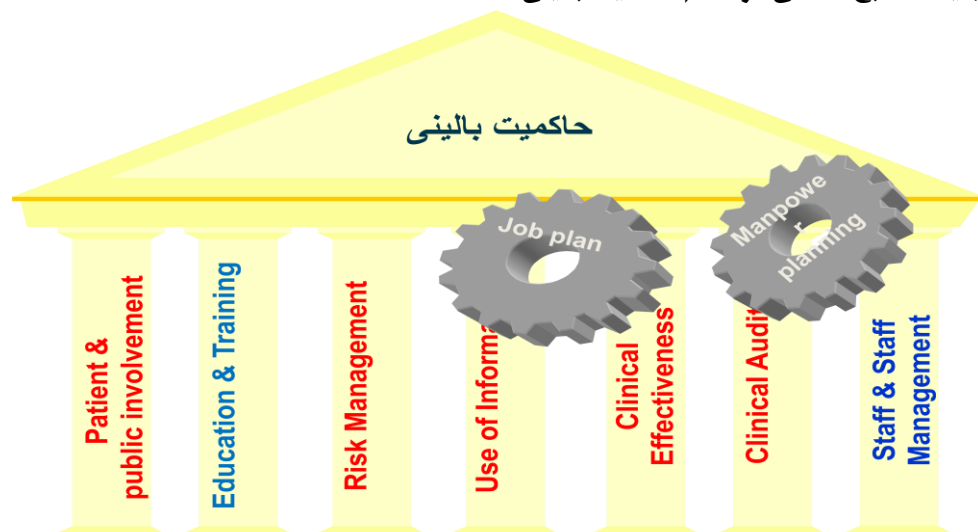 حاکمیت بالینی
Job plan
Manpowe
r
planning
Patient &
public involvement
Education & Training
Risk Management
Use of Informa
Clinical
Effectiveness
Clinical Audit
Staff & Staff
Management